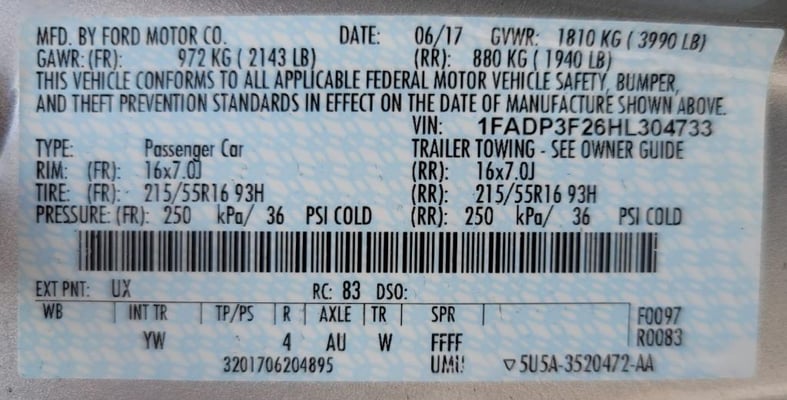 MFD. BY FORD MOTOR CO. DATE: 06/17 GVWR: 1810 KG ( 3990 LB)
GAWR: (FR): 972 KG ( 2143 LB) (RR): 880 KG ( 1940 LB)
THIS VEHICLE CONFORMS TO ALL APPLICABLE FEDERAL MOTOR VEHICLE SAFETY, BUMPER,
AND THEFT PREVENTION STANDARDS IN EFFECT ON THE DATE OF MANUFACTURE SHOWN ABOVE.
VIN: 1FADP3F26HL304733
TYPE: Passenger Car TRAILER TOWING - SEE OWNER GUIDE
RIM: (FR): 16x7.0J (RR): 16x7.0J
TIRE: (FR): 215/55R16 93H (RR): 215/55R16 93H
PRESSURE: (FR): 250 kPa/ 36 PSI COLD (RR): 250 kPa/ 36 PSI COLD
EXT PNT: UX RC: 83 DSO:
WB INT TR TP/PS R AXLE TR SPR F0097
YW 4 AU W FFFF R0083
3201706204895 ▽5U5A-3520472-AA